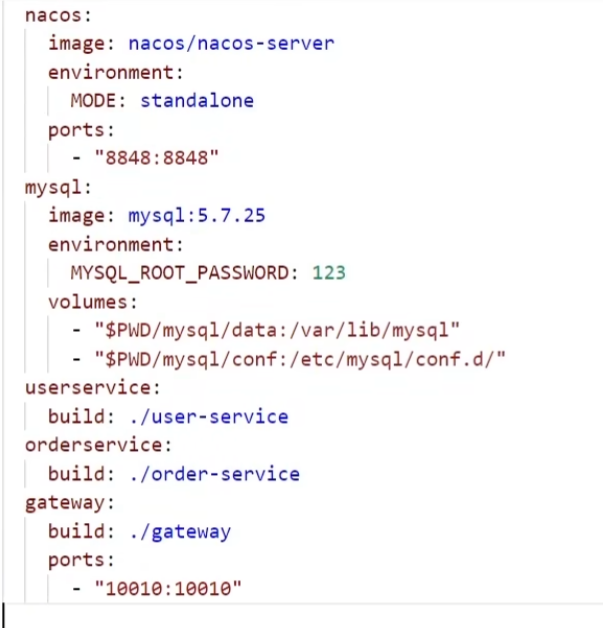 nacos:
  image: nacos/nacos-server
  environment:
    MODE: standalone
  ports:
    - "8848:8848"
mysql:
  image: mysql:5.7.25
  environment:
    MYSQL_ROOT_PASSWORD: 123
  volumes:
    - "$PWD/mysql/data:/var/lib/mysql"
    - "$PWD/mysql/conf:/etc/mysql/conf.d/"
userservice:
  build: ./user-service
orderservice:
  build: ./order-service
gateway:
  build: ./gateway
  ports:
    - "10010:10010"